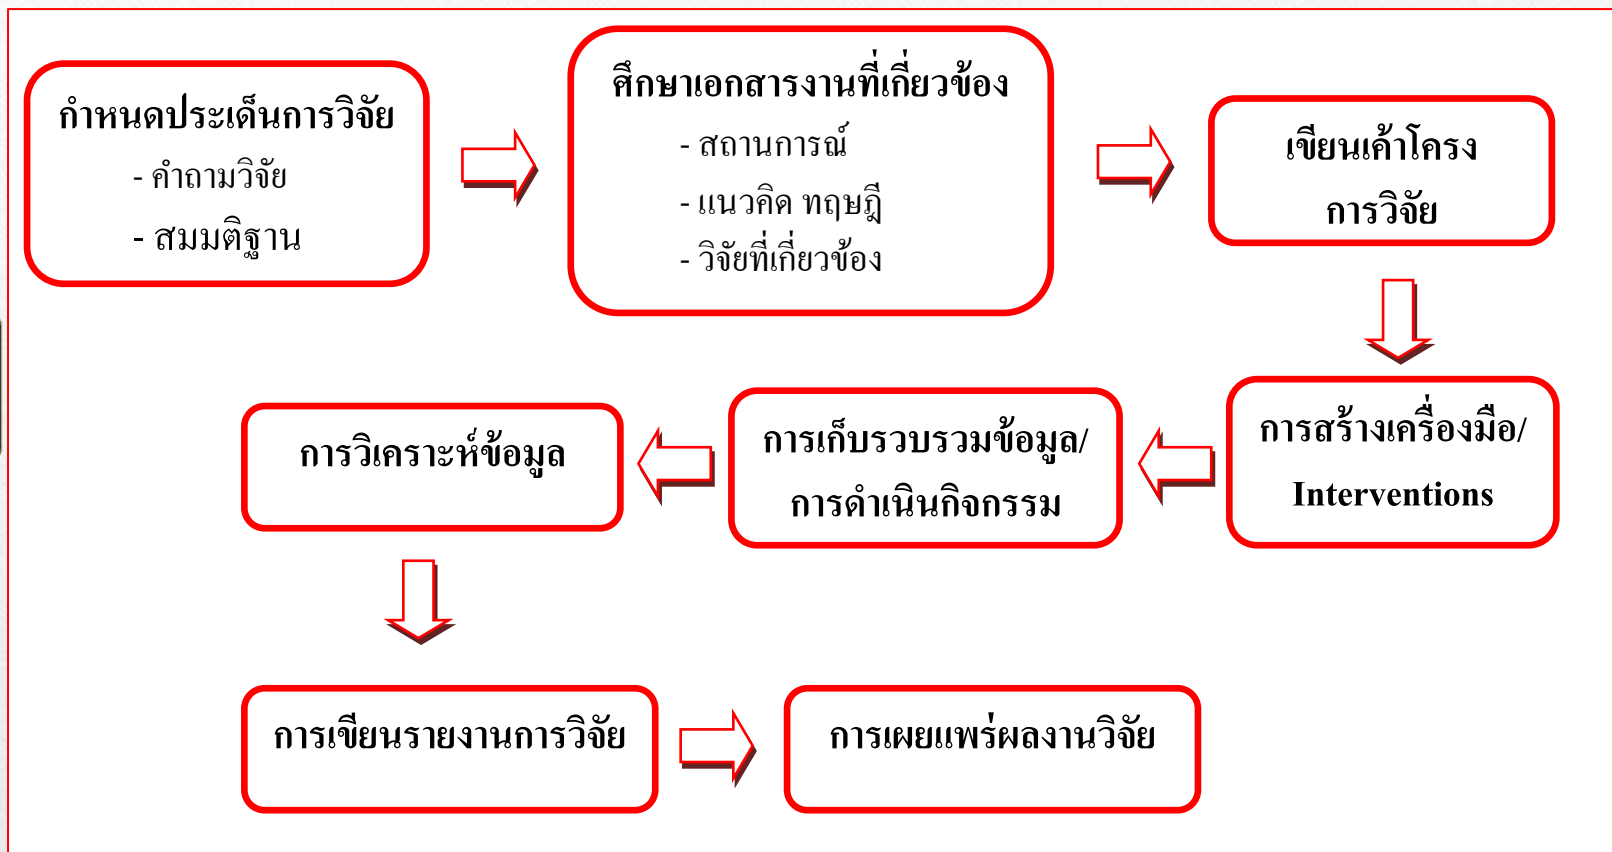 กำหนดประเด็นการวิจัย
- คำถามวิจัย
- สมมติฐาน
ศึกษาเอกสารงานที่เกี่ยวข้อง
- สถานการณ์
- แนวคิด ทฤษฎี
- วิจัยที่เกี่ยวข้อง
เขียนเค้าโครง
การวิจัย
การสร้างเครื่องมือ/
Interventions
การเก็บรวบรวมข้อมูล/
การดำเนินกิจกรรม
การวิเคราะห์ข้อมูล
การเขียนรายงานการวิจัย
การเผยแพร่ผลงานวิจัย